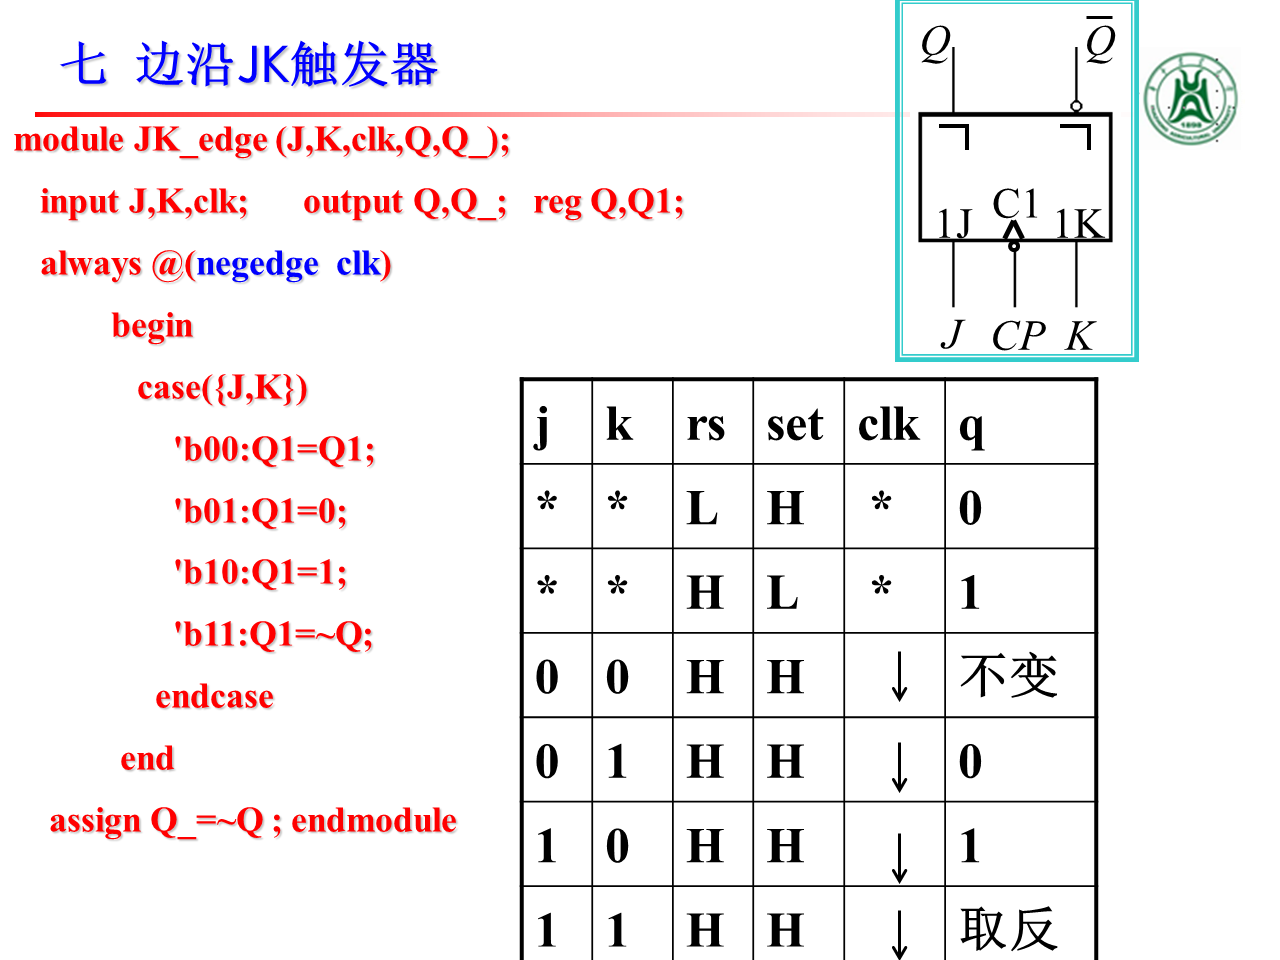 七 边沿JK触发器
module JK_edge (J,K,clk,Q,Q_);
input J,K,clk; output Q,Q_; reg Q,Q1;
always @(negedge clk)
begin
case({J,K})
'b00:Q1=Q1;
'b01:Q1=0;
'b10:Q1=1;
'b11:Q1=~Q;
endcase
end
assign Q_=~Q ; endmodule
Q Q̅
1J C1 1K
J CP K
j k rs set clk q
* * L H * 0
* * H L * 1
0 0 H H ↓ 不变
0 1 H H ↓ 0
1 0 H H ↓ 1
1 1 H H ↓ 取反